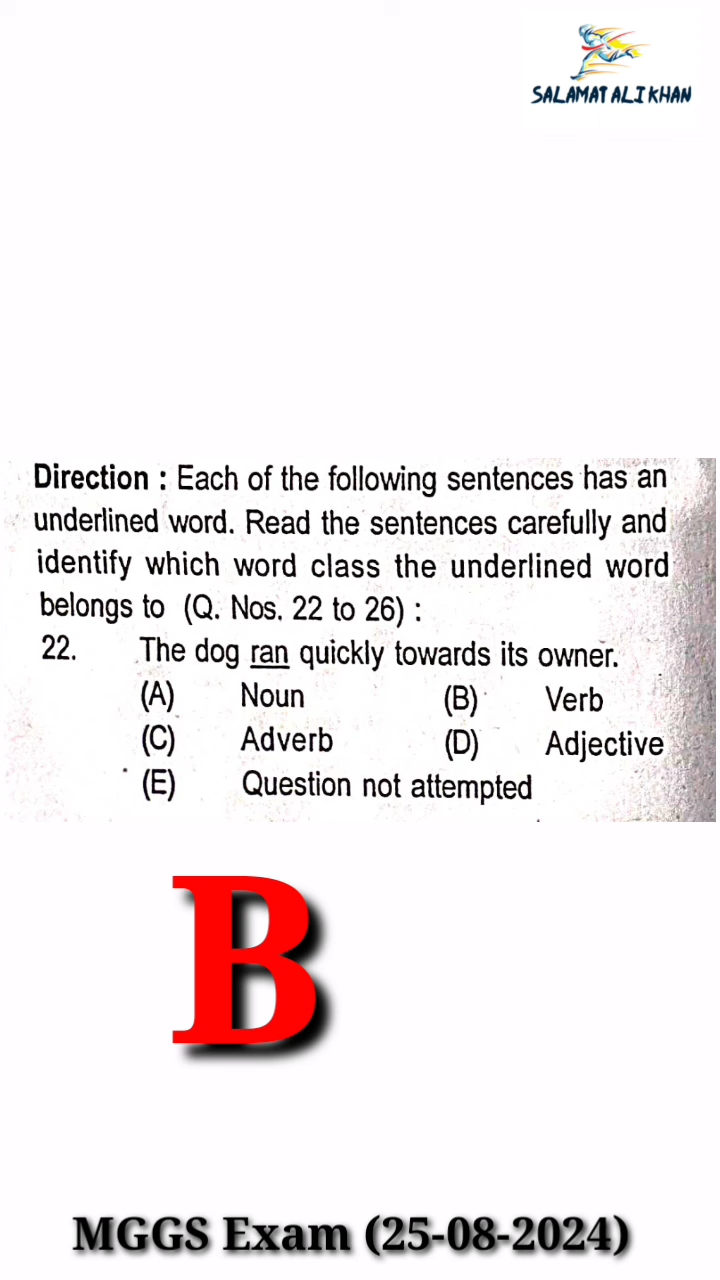 SALAMAT ALI KHAN
Direction : Each of the following sentences has an
underlined word. Read the sentences carefully and
identify which word class the underlined word
belongs to (Q. Nos. 22 to 26) :
22. The dog ran quickly towards its owner.
(A) Noun (B) Verb
(C) Adverb (D) Adjective
(E) Question not attempted
B
MGGS Exam (25-08-2024)